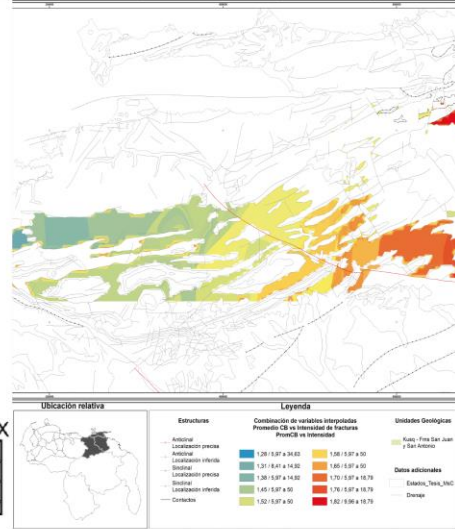 Ubicación relativa
Leyenda
Estructuras
Anticlinal
Localización precisa
Anticlinal
Localización inferida
Sinclinal
Localización precisa
Sinclinal
Localización inferida
Contactos
Combinación de variables interpoladas
Promedio CB vs Intensidad de fracturas
PromCB vs Intensidad
1,28 / 5,97 a 34,63
1,31 / 8,41 a 14,92
1,38 / 5,97 a 14,92
1,45 / 5,97 a 50
1,52 / 5,97 a 50
1,58 / 5,97 a 50
1,65 / 5,97 a 50
1,70 / 5,97 a 18,79
1,76 / 5,97 a 18,79
1,82 / 9,96 a 18,79
Unidades Geológicas
Kusq - Fms San Juan
y San Antonio
Datos adicionales
Estados_Tesis_MsC
Drenaje
X